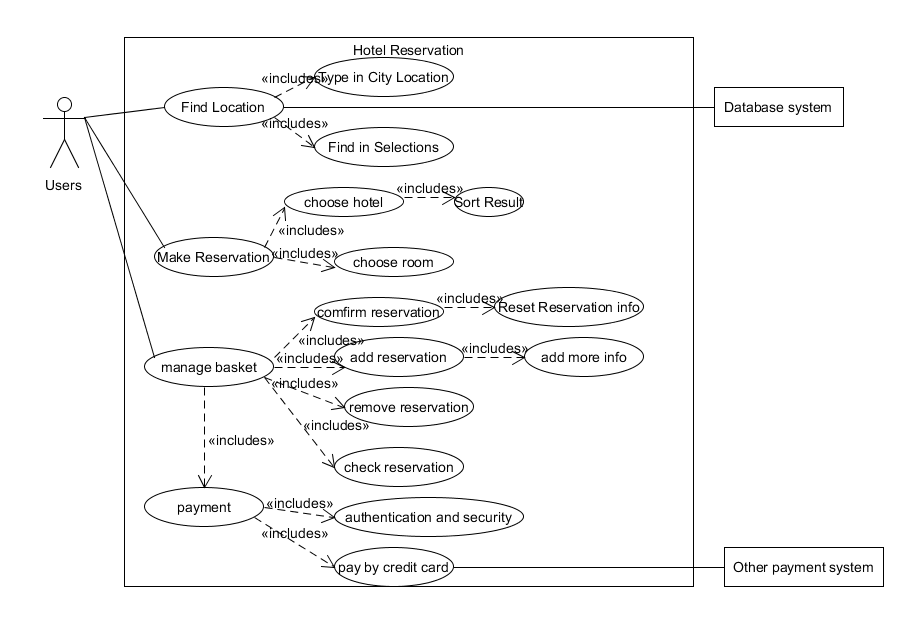 Hotel Reservation
«includes»
Type in City Location
Find Location
Database system
«includes»
Find in Selections
Users
«includes»
choose hotel
Sort Result
«includes»
Make Reservation
choose room
«includes»
«includes»
Reset Reservation info
comfirm reservation
«includes»
«includes»
manage basket
«includes»
add reservation
add more info
«includes»
remove reservation
«includes»
«includes»
check reservation
«includes»
payment
authentication and security
«includes»
pay by credit card
Other payment system